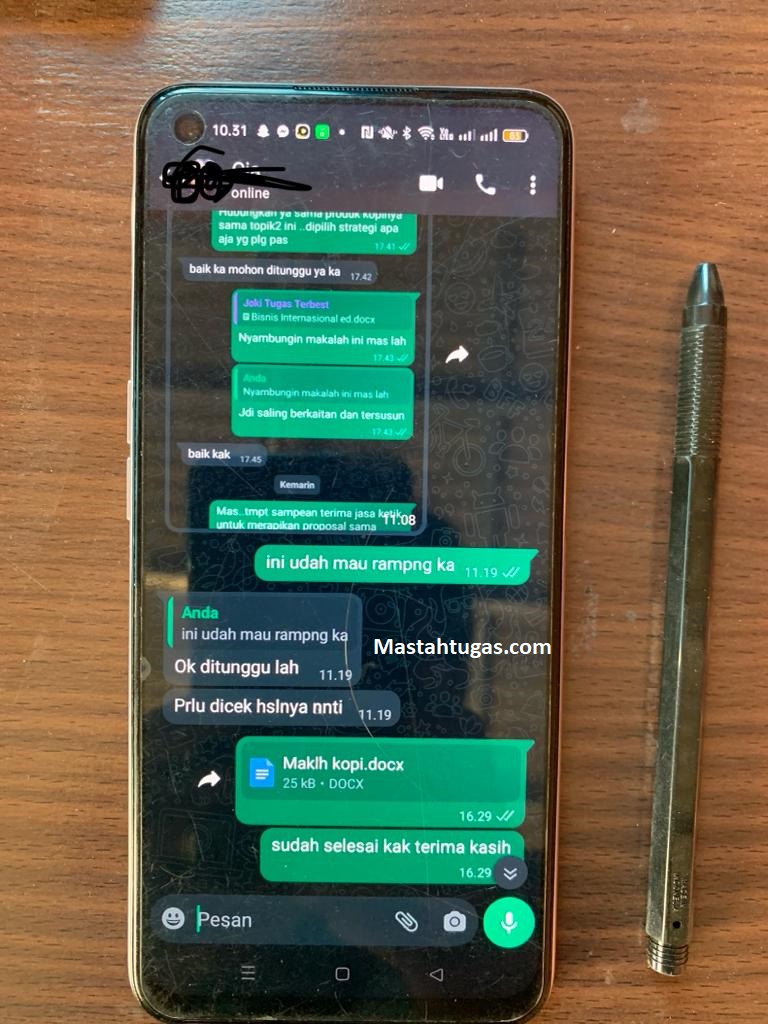 10.31
83
online
Hubungkan ya sama produk kopinya
sama topik2 ini ..dipilih strategi apa
aja yg plg pas
17.41
baik ka mohon ditunggu ya ka 17.42
Joki Tugas Terbest
Bisnis Internasional ed.docx
Nyambungin makalah ini mas lah
17.43
Anda
Nyambungin makalah ini mas lah
Jdi saling berkaitan dan tersusun
17.43
baik kak 17.45
Kemarin
Mas..tmpt sampean terima jasa ketik
untuk merapikan proposal sama 11.08
ini udah mau rampng ka 11.19
Anda
ini udah mau rampng ka
Ok ditunggu lah 11.19
Mastahtugas.com
Prlu dicek hslnya nnti 11.19
Maklh kopi.docx
25 kB • DOCX
16.29
sudah selesai kak terima kasih
16.29
Pesan